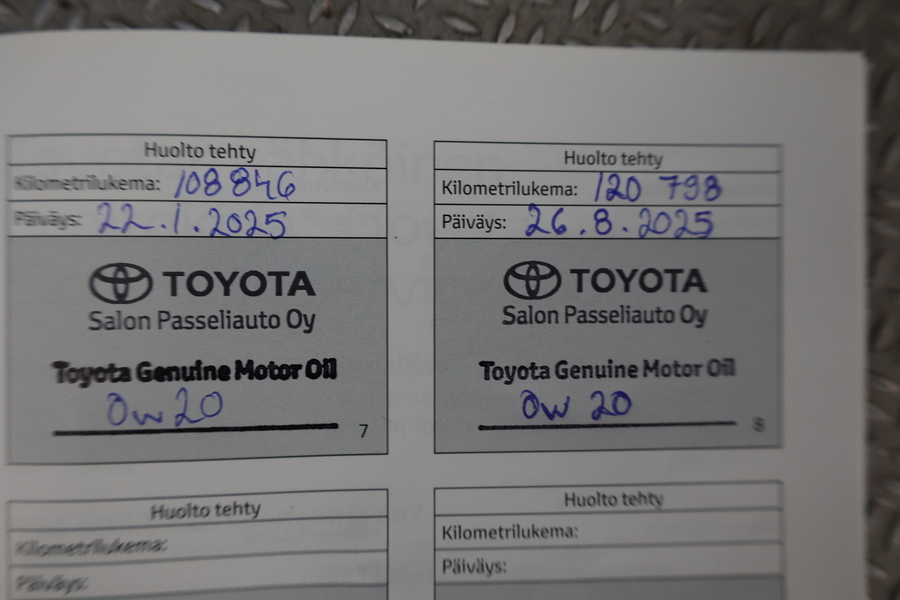 Huolto tehty
Kilometrilukema: 108 846
Päiväys: 22.1.2025
TOYOTA
Salon Passeliauto Oy
Toyota Genuine Motor Oil
0w20
7
Huolto tehty
Kilometrilukema: 120 798
Päiväys: 26.8.2025
TOYOTA
Salon Passeliauto Oy
Toyota Genuine Motor Oil
0w 20
8
Huolto tehty
Kilometrilukema:
Päiväys:
Huolto tehty
Kilometrilukema:
Päiväys: